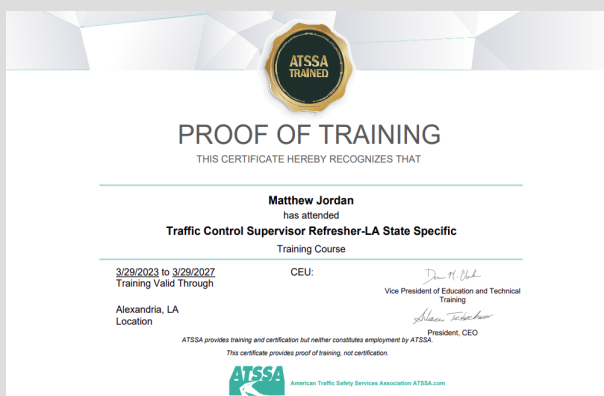 ATSSA
TRAINED
PROOF OF TRAINING
THIS CERTIFICATE HEREBY RECOGNIZES THAT
Matthew Jordan
has attended
Traffic Control Supervisor Refresher-LA State Specific
Training Course
3/29/2023 to 3/29/2027
Training Valid Through
CEU:
Vice President of Education and Technical
Training
Alexandria, LA
Location
President, CEO
ATSSA provides training and certification but neither constitutes employment by ATSSA.
This certificate provides proof of training, not certification.
ATSSA
American Traffic Safety Services Association ATSSA.com